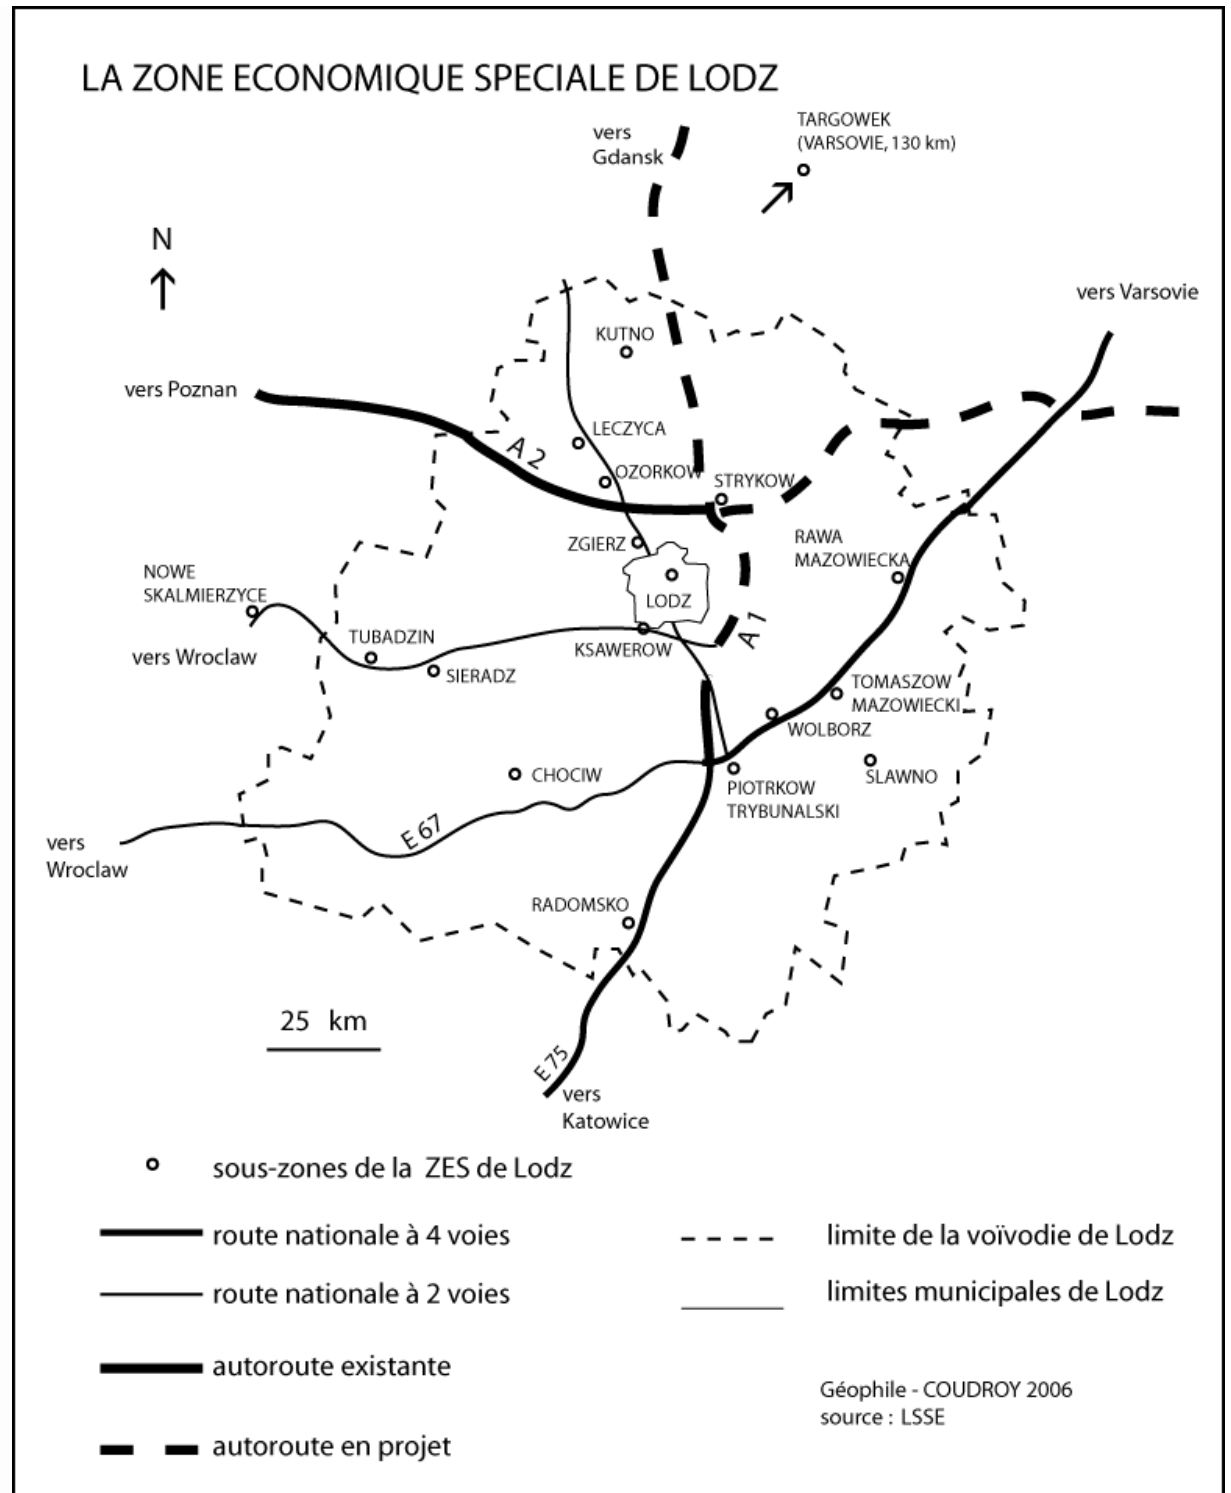 LA ZONE ECONOMIQUE SPECIALE DE LODZ
TARGOWEK
(VARSOVIE, 130 km)
vers
Gdansk
N
vers Varsovie
KUTNO
vers Poznan
LECZYCA
A 2
OZORKOW
STRYKOW
ZGIERZ
RAWA
MAZOWIECKA
NOWE
SKALMIERZYCE
LODZ
A 1
TUBADZIN
KSAWEROW
vers Wroclaw
SIERADZ
TOMASZOW
MAZOWIECKI
WOLBORZ
CHOCIW
SLAWNO
PIOTRKOW
TRYBUNALSKI
E 67
vers
Wroclaw
RADOMSKO
25 km
E 75
vers
Katowice
sous-zones de la ZES de Lodz
route nationale à 4 voies
limite de la voïvodie de Lodz
route nationale à 2 voies
limites municipales de Lodz
autoroute existante
Géophile - COUDROY 2006
source : LSSE
autoroute en projet